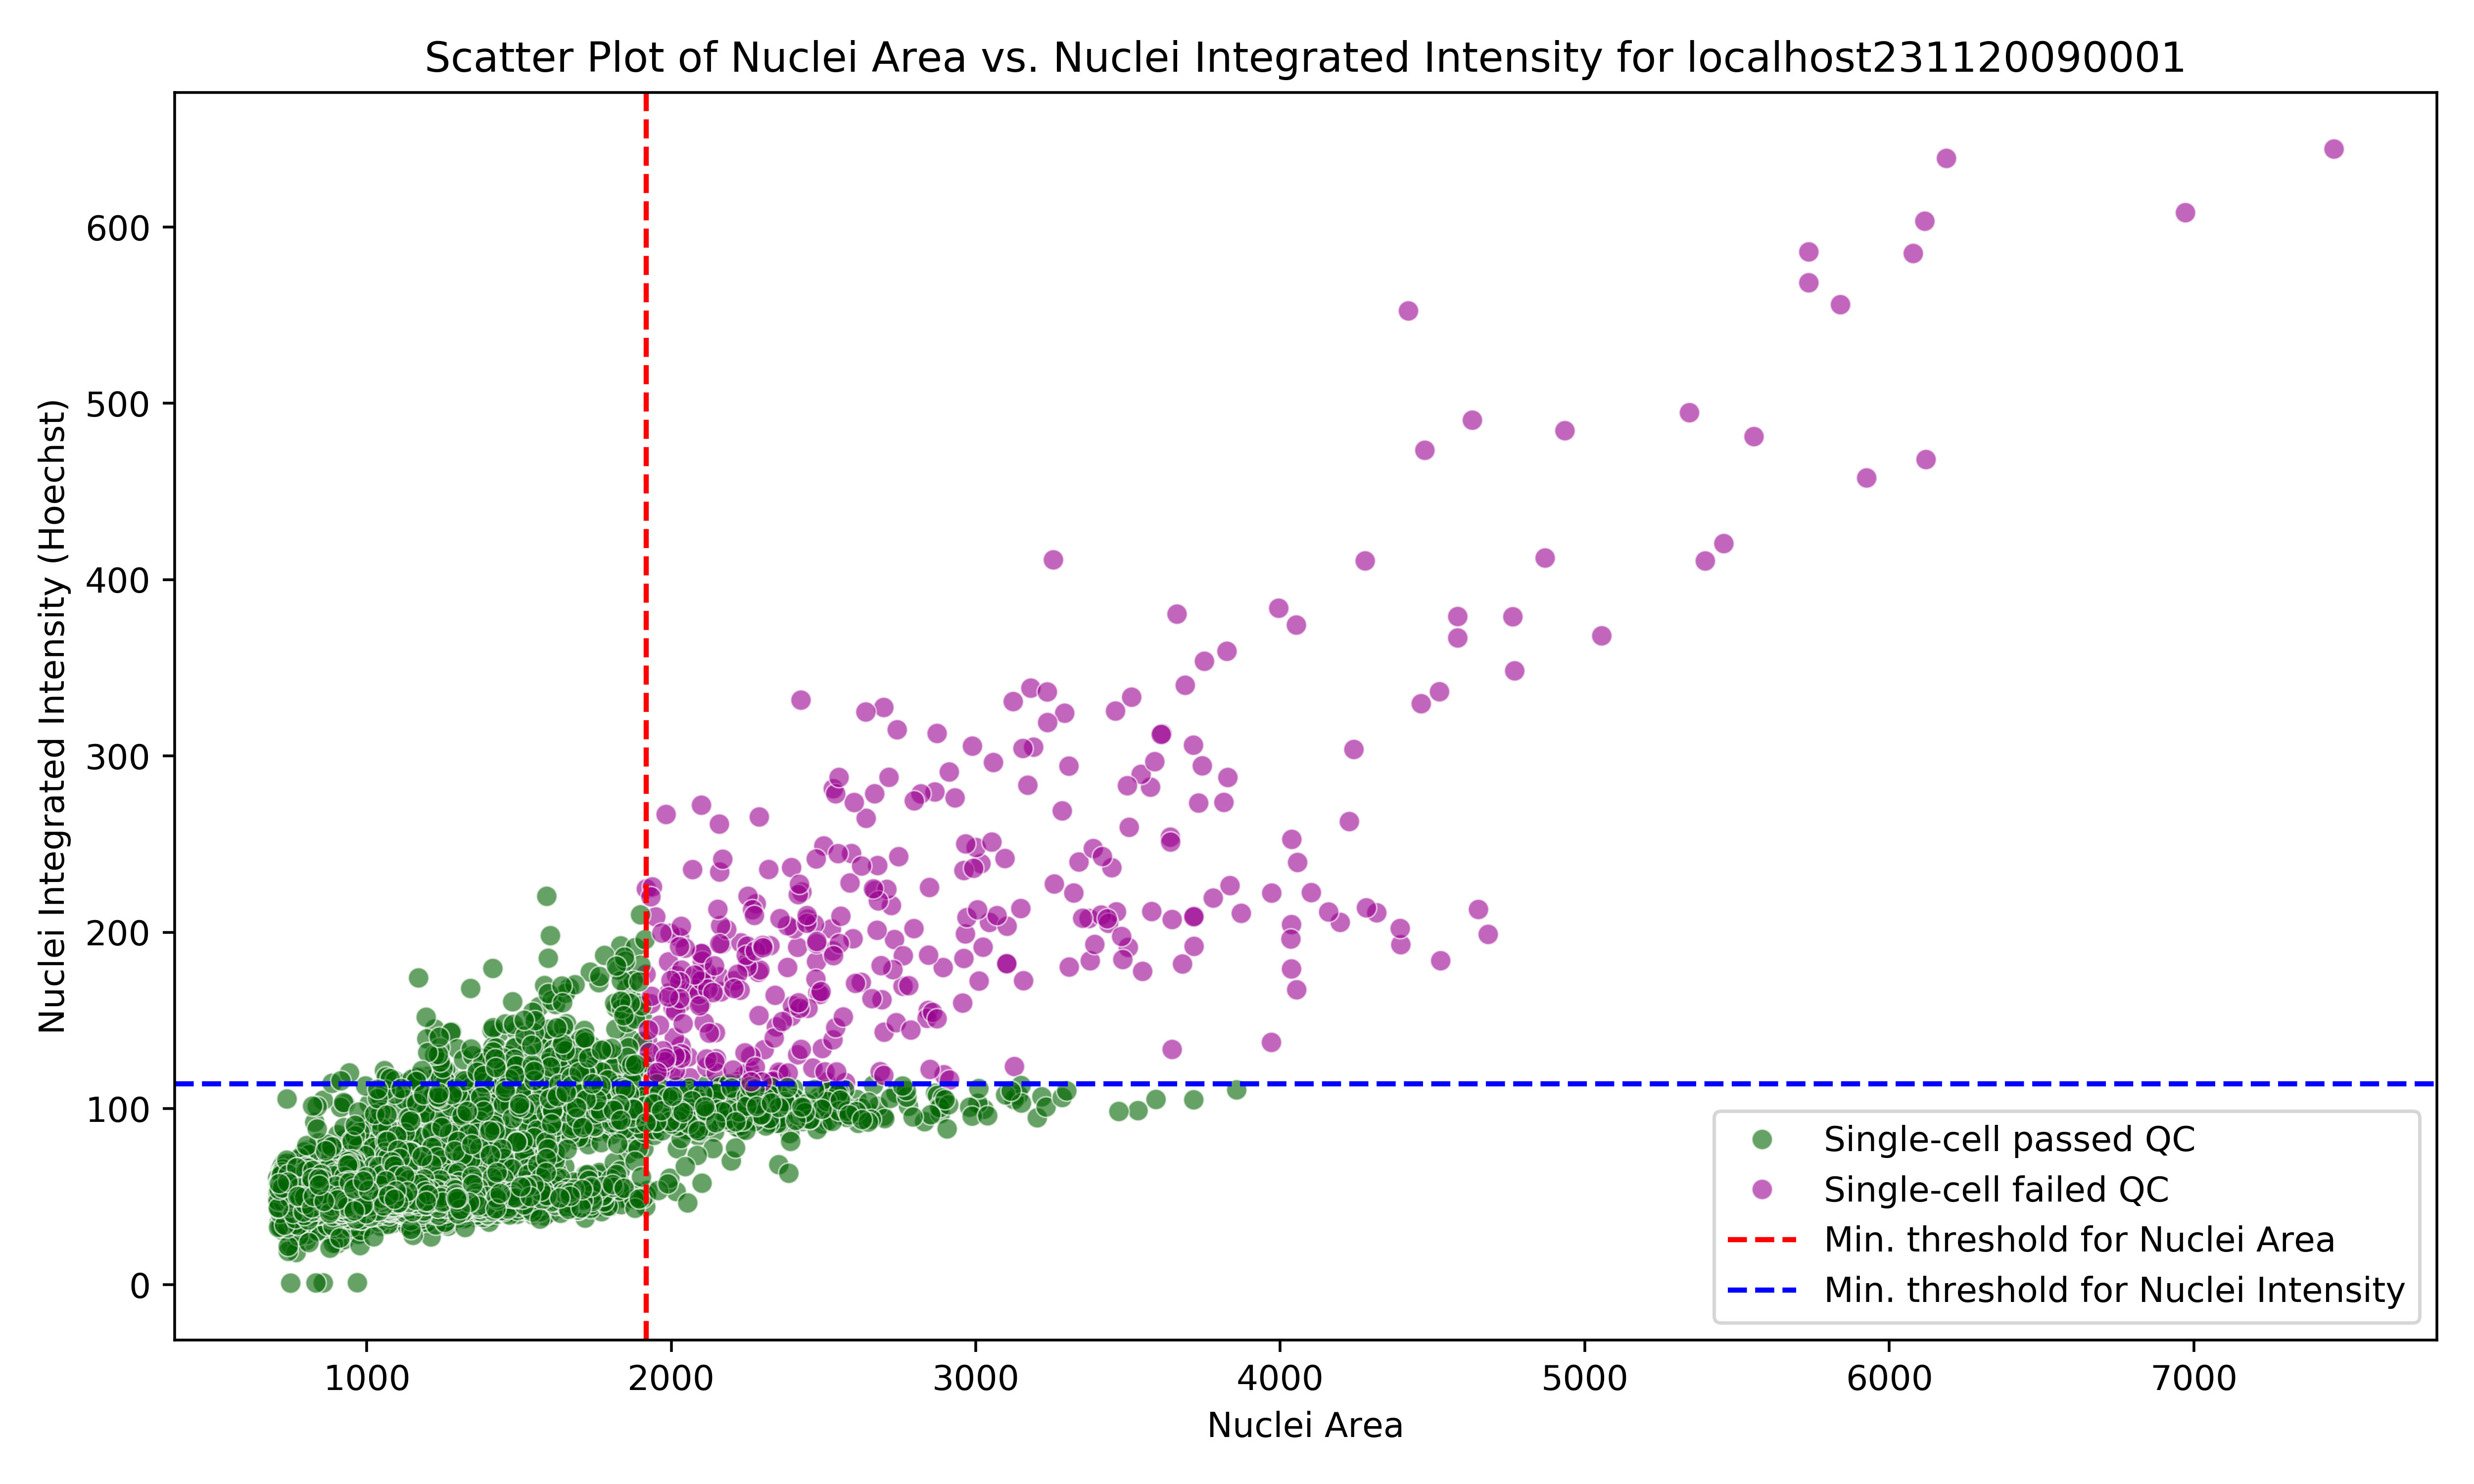 Scatter Plot of Nuclei Area vs. Nuclei Integrated Intensity for localhost231120090001
Nuclei Integrated Intensity (Hoechst)
600
500
400
300
200
100
0
1000 2000 3000 4000 5000 6000 7000
Nuclei Area
Single-cell passed QC
Single-cell failed QC
Min. threshold for Nuclei Area
Min. threshold for Nuclei Intensity